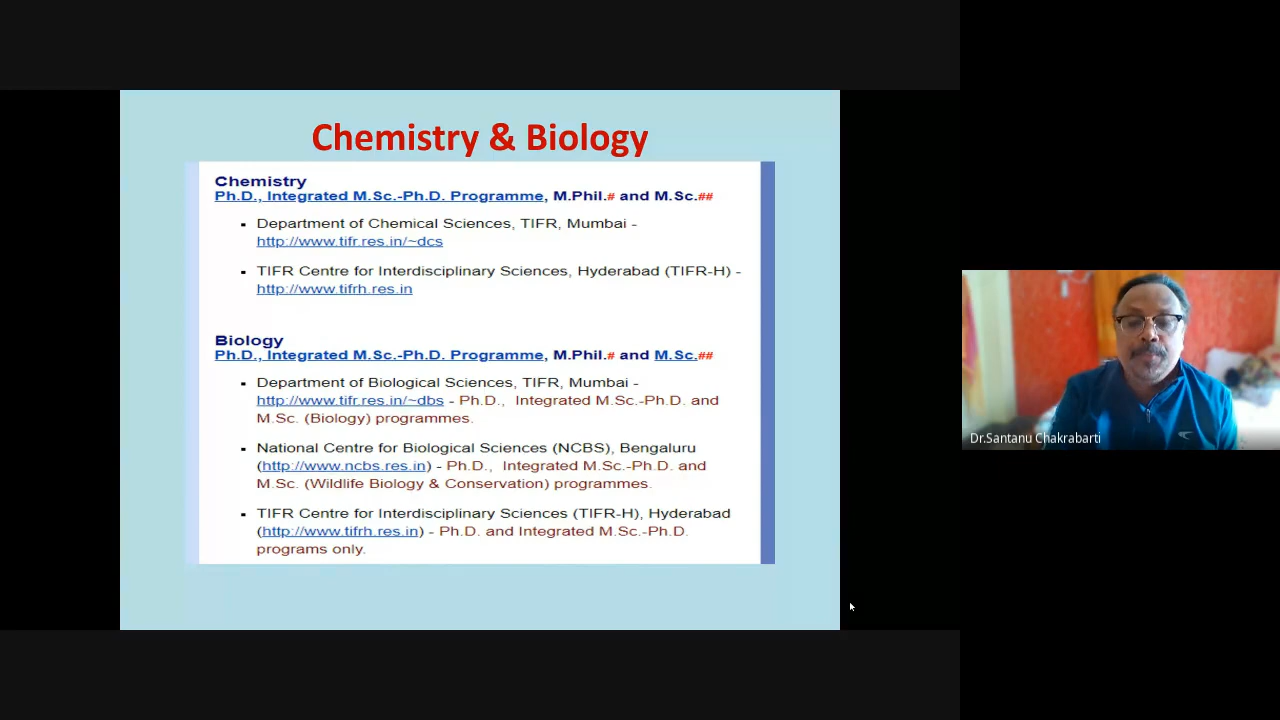 Chemistry & Biology
Chemistry
Ph.D., Integrated M.Sc.-Ph.D. Programme, M.Phil.# and M.Sc.##
▪ Department of Chemical Sciences, TIFR, Mumbai -
http://www.tifr.res.in/~dcs
▪ TIFR Centre for Interdisciplinary Sciences, Hyderabad (TIFR-H) -
http://www.tifrh.res.in
Biology
Ph.D., Integrated M.Sc.-Ph.D. Programme, M.Phil.# and M.Sc.##
▪ Department of Biological Sciences, TIFR, Mumbai -
http://www.tifr.res.in/~dbs - Ph.D., Integrated M.Sc.-Ph.D. and
M.Sc. (Biology) programmes.
▪ National Centre for Biological Sciences (NCBS), Bengaluru
(http://www.ncbs.res.in) - Ph.D., Integrated M.Sc.-Ph.D. and
M.Sc. (Wildlife Biology & Conservation) programmes.
▪ TIFR Centre for Interdisciplinary Sciences (TIFR-H), Hyderabad
(http://www.tifrh.res.in) - Ph.D. and Integrated M.Sc.-Ph.D.
programs only.
Dr.Santanu Chakrabarti